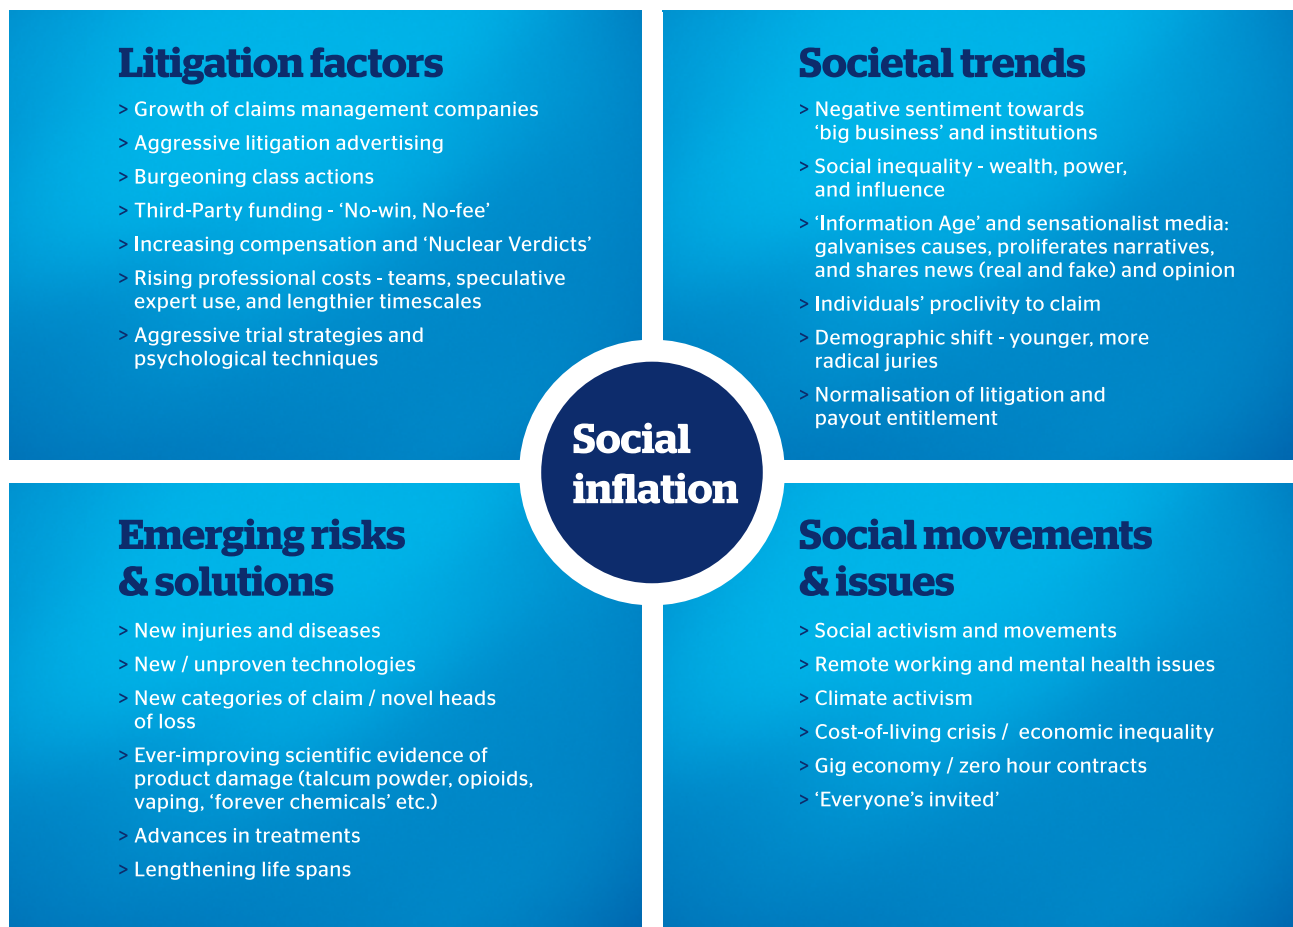 Litigation factors
> Growth of claims management companies
> Aggressive litigation advertising
> Burgeoning class actions
> Third-Party funding - ‘No-win, No-fee’
> Increasing compensation and ‘Nuclear Verdicts’
> Rising professional costs - teams, speculative
expert use, and lengthier timescales
> Aggressive trial strategies and
psychological techniques
Societal trends
> Negative sentiment towards
‘big business’ and institutions
> Social inequality - wealth, power,
and influence
> ‘Information Age’ and sensationalist media:
galvanises causes, proliferates narratives,
and shares news (real and fake) and opinion
> Individuals’ proclivity to claim
> Demographic shift - younger, more
radical juries
> Normalisation of litigation and
payout entitlement
Social
inflation
Emerging risks
& solutions
> New injuries and diseases
> New / unproven technologies
> New categories of claim / novel heads
of loss
> Ever-improving scientific evidence of
product damage (talcum powder, opioids,
vaping, ‘forever chemicals’ etc.)
> Advances in treatments
> Lengthening life spans
Social movements
& issues
> Social activism and movements
> Remote working and mental health issues
> Climate activism
> Cost-of-living crisis / economic inequality
> Gig economy / zero hour contracts
> ‘Everyone’s invited’